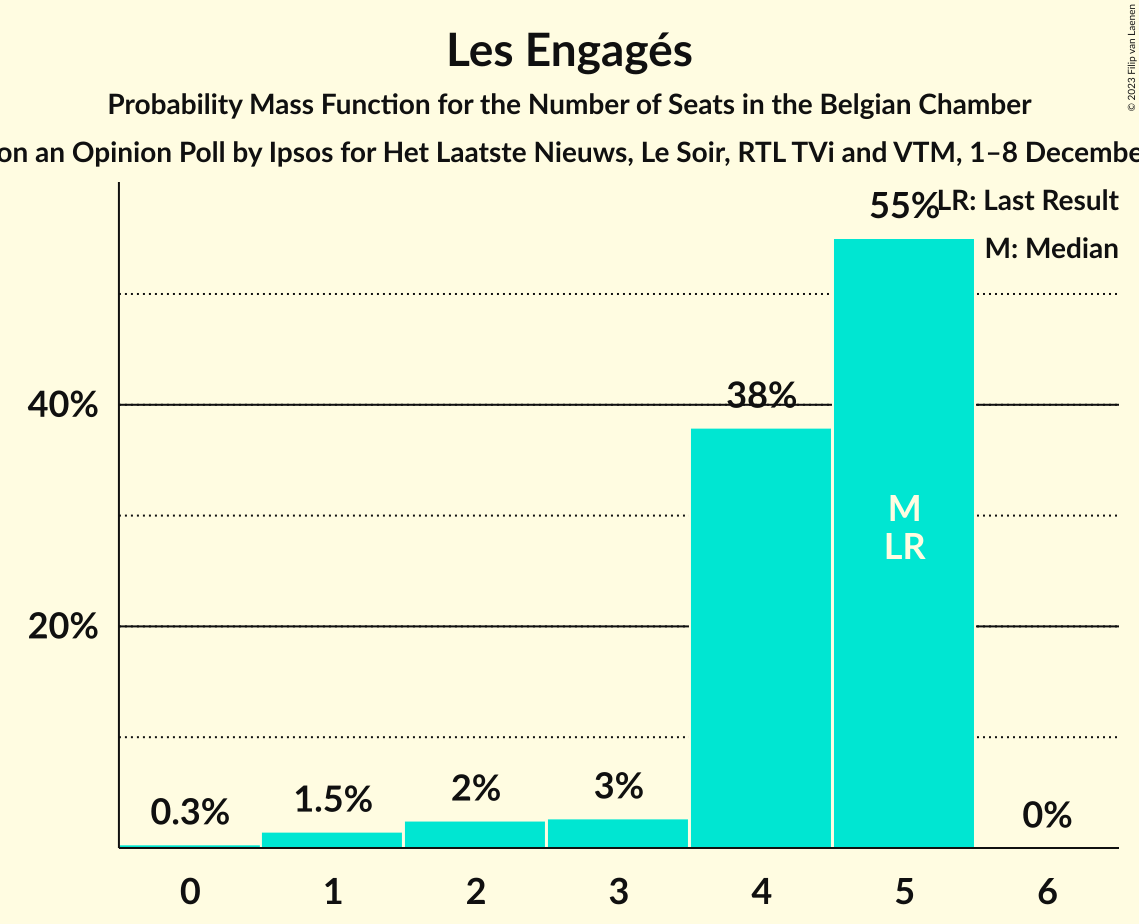 Les Engagés
Probability Mass Function for the Number of Seats in the Belgian Chamber
on an Opinion Poll by Ipsos for Het Laatste Nieuws, Le Soir, RTL TVi and VTM, 1–8 Decembe
© 2023 Filip van Laenen
55%
LR: Last Result
M: Median
40%
38%
M
LR
20%
0.3%
1.5%
2%
3%
0%
0 1 2 3 4 5 6